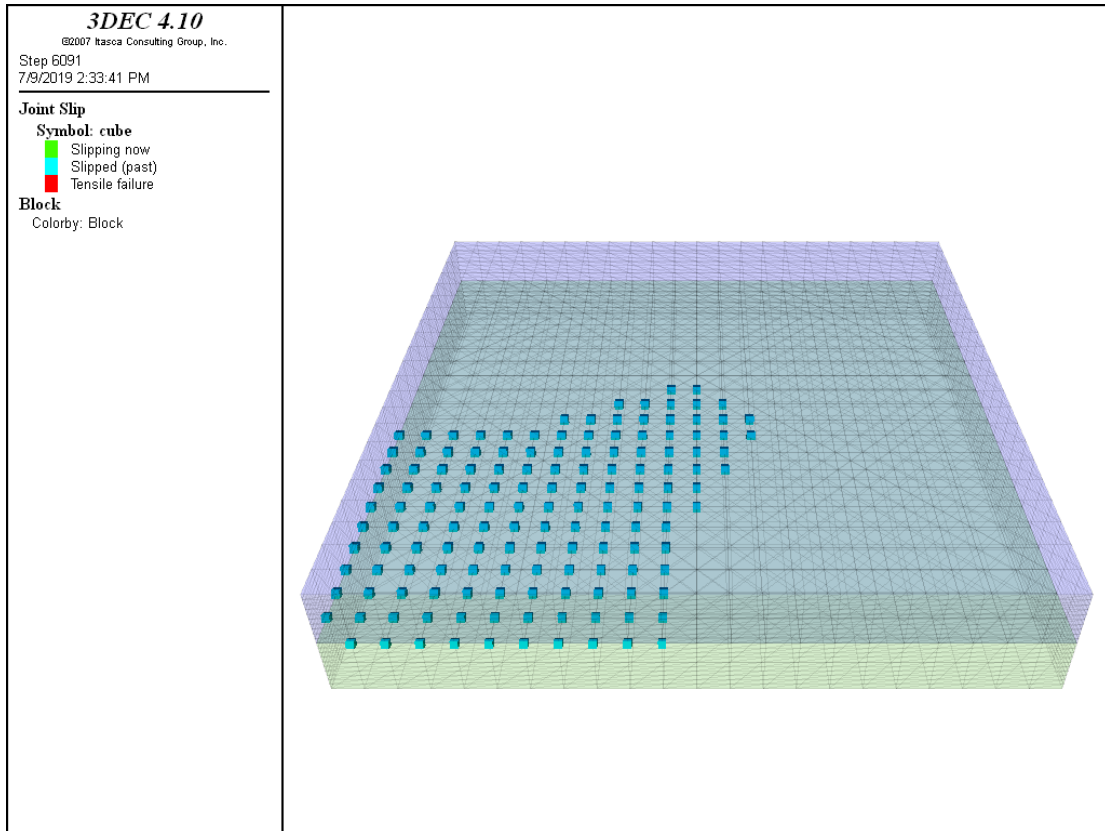 3DEC 4.10
©2007 Itasca Consulting Group, Inc.
Step 6091
7/9/2019 2:33:41 PM
Joint Slip
Symbol: cube
Slipping now
Slipped (past)
Tensile failure
Block
Colorby: Block